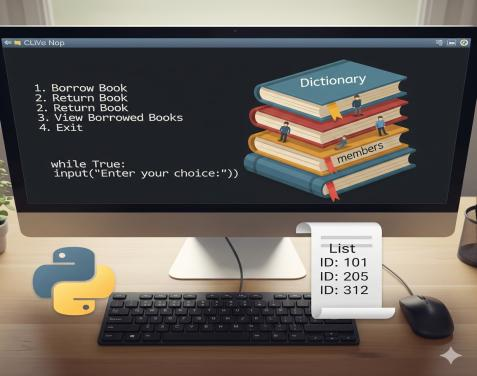 CLiVe Nop
1. Borrow Book
2. Return Book
2. Return Book
3. View Borrowed Books
4. Exit
while True:
input("Enter your choice:"))
Dictionary
members
List
ID: 101
ID: 205
ID: 312